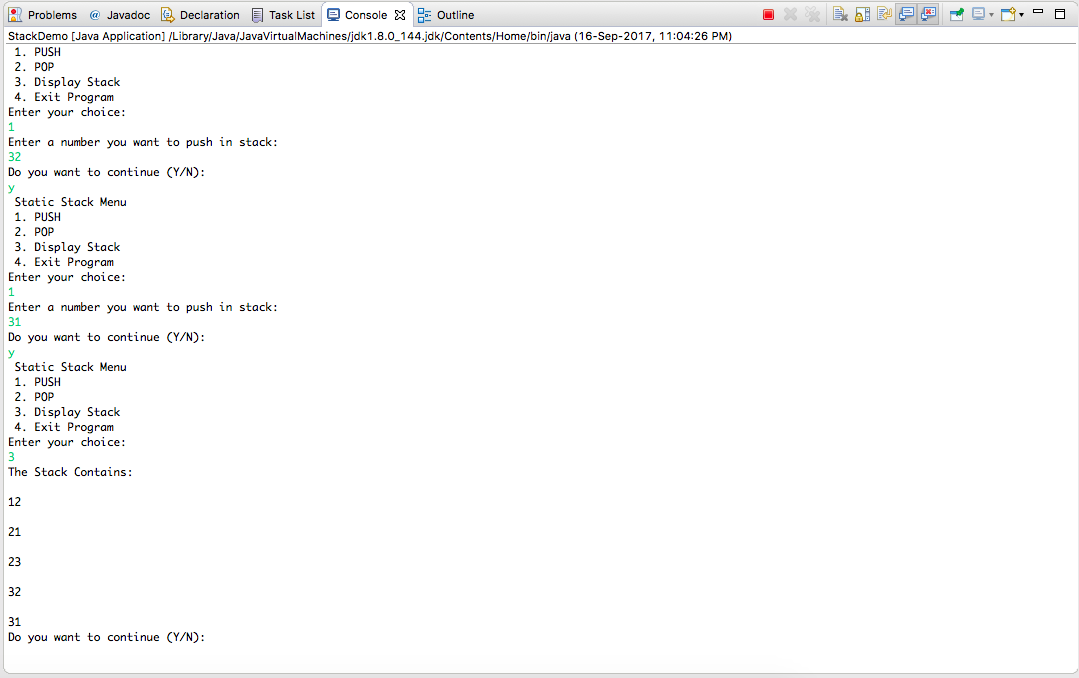 Problems @ Javadoc Declaration Task List Console Outline
StackDemo [Java Application] /Library/Java/JavaVirtualMachines/jdk1.8.0_144.jdk/Contents/Home/bin/java (16-Sep-2017, 11:04:26 PM)
1. PUSH
2. POP
3. Display Stack
4. Exit Program
Enter your choice:
1
Enter a number you want to push in stack:
32
Do you want to continue (Y/N):
y
Static Stack Menu
1. PUSH
2. POP
3. Display Stack
4. Exit Program
Enter your choice:
1
Enter a number you want to push in stack:
31
Do you want to continue (Y/N):
y
Static Stack Menu
1. PUSH
2. POP
3. Display Stack
4. Exit Program
Enter your choice:
3
The Stack Contains:
12
21
23
32
31
Do you want to continue (Y/N):